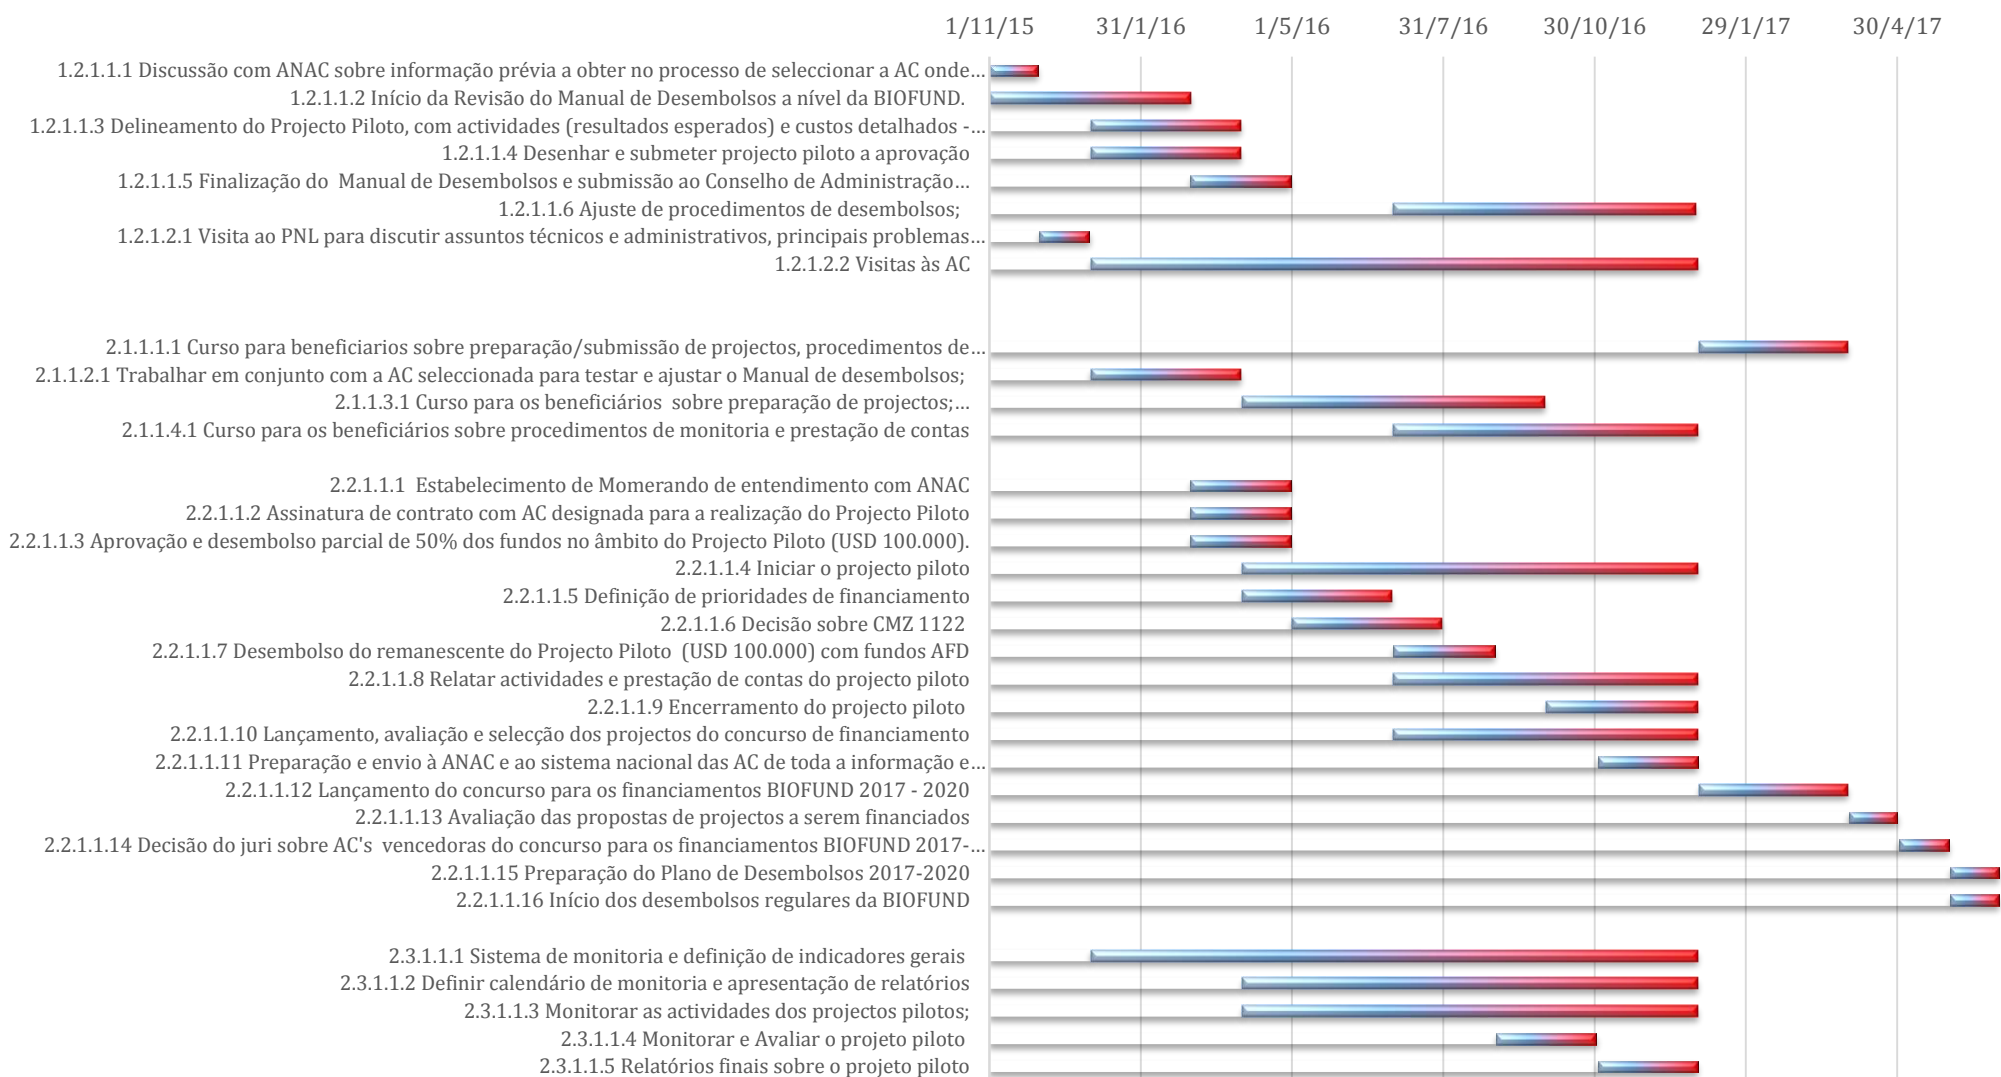 1/11/15 31/1/16 1/5/16 31/7/16 30/10/16 29/1/17 30/4/17
1.2.1.1.1 Discussão com ANAC sobre informação prévia a obter no processo de seleccionar a AC onde…
1.2.1.1.2 Início da Revisão do Manual de Desembolsos a nível da BIOFUND.
1.2.1.1.3 Delineamento do Projecto Piloto, com actividades (resultados esperados) e custos detalhados -…
1.2.1.1.4 Desenhar e submeter projecto piloto a aprovação
1.2.1.1.5 Finalização do  Manual de Desembolsos e submissão ao Conselho de Administração…
1.2.1.1.6 Ajuste de procedimentos de desembolsos;
1.2.1.2.1 Visita ao PNL para discutir assuntos técnicos e administrativos, principais problemas…
1.2.1.2.2 Visitas às AC
2.1.1.1.1 Curso para beneficiarios sobre preparação/submissão de projectos, procedimentos de…
2.1.1.2.1 Trabalhar em conjunto com a AC seleccionada para testar e ajustar o Manual de desembolsos;
2.1.1.3.1 Curso para os beneficiários  sobre preparação de projectos;…
2.1.1.4.1 Curso para os beneficiários sobre procedimentos de monitoria e prestação de contas
2.2.1.1.1  Estabelecimento de Momerando de entendimento com ANAC
2.2.1.1.2 Assinatura de contrato com AC designada para a realização do Projecto Piloto
2.2.1.1.3 Aprovação e desembolso parcial de 50% dos fundos no âmbito do Projecto Piloto (USD 100.000).
2.2.1.1.4 Iniciar o projecto piloto
2.2.1.1.5 Definição de prioridades de financiamento
2.2.1.1.6 Decisão sobre CMZ 1122
2.2.1.1.7 Desembolso do remanescente do Projecto Piloto  (USD 100.000) com fundos AFD
2.2.1.1.8 Relatar actividades e prestação de contas do projecto piloto
2.2.1.1.9 Encerramento do projecto piloto
2.2.1.1.10 Lançamento, avaliação e selecção dos projectos do concurso de financiamento
2.2.1.1.11 Preparação e envio à ANAC e ao sistema nacional das AC de toda a informação e…
2.2.1.1.12 Lançamento do concurso para os financiamentos BIOFUND 2017 - 2020
2.2.1.1.13 Avaliação das propostas de projectos a serem financiados
2.2.1.1.14 Decisão do juri sobre AC's  vencedoras do concurso para os financiamentos BIOFUND 2017-…
2.2.1.1.15 Preparação do Plano de Desembolsos 2017-2020
2.2.1.1.16 Início dos desembolsos regulares da BIOFUND
2.3.1.1.1 Sistema de monitoria e definição de indicadores gerais
2.3.1.1.2 Definir calendário de monitoria e apresentação de relatórios
2.3.1.1.3 Monitorar as actividades dos projectos pilotos;
2.3.1.1.4 Monitorar e Avaliar o projeto piloto
2.3.1.1.5 Relatórios finais sobre o projeto piloto